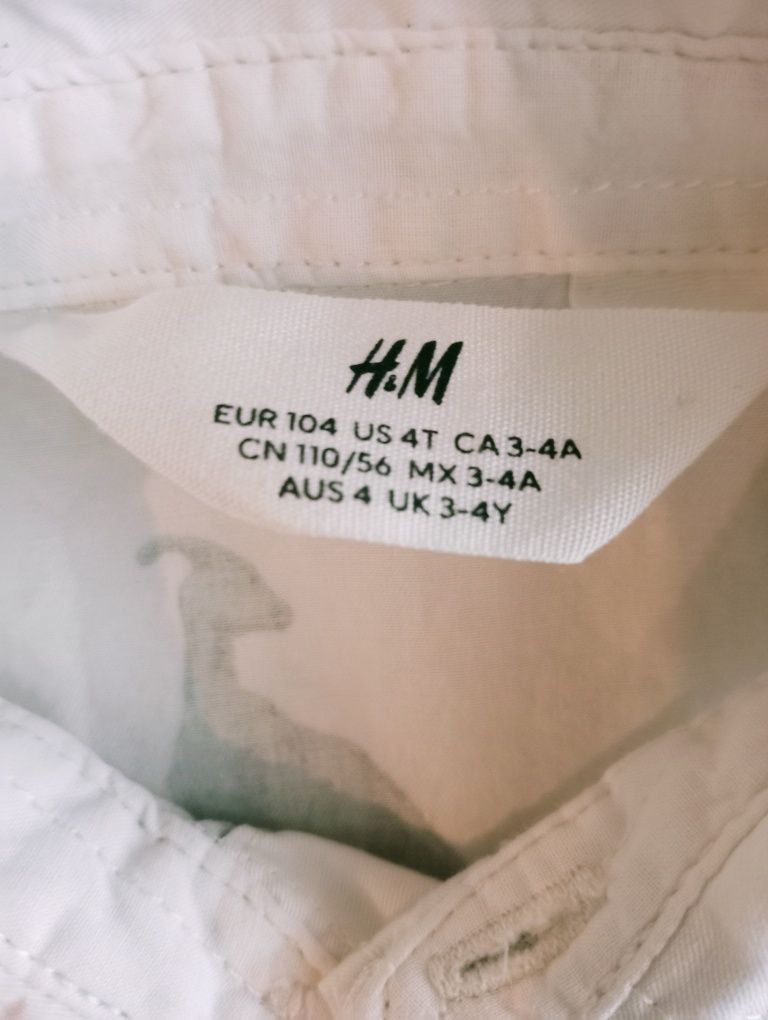 H&M
EUR 104 US 4T CA 3-4A
CN 110/56 MX 3-4A
AUS 4 UK 3-4Y